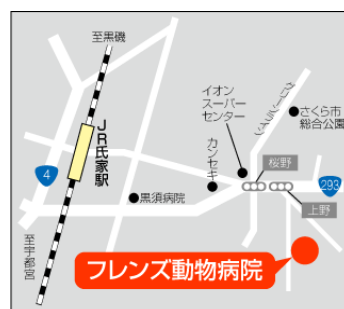 至黒磯
グリーンライン
イオン
スーパー
センター
さくら市
総合公園
カンセキ
JR氏家駅
桜野
4
293
黒須病院
上野
至宇都宮
フレンズ動物病院